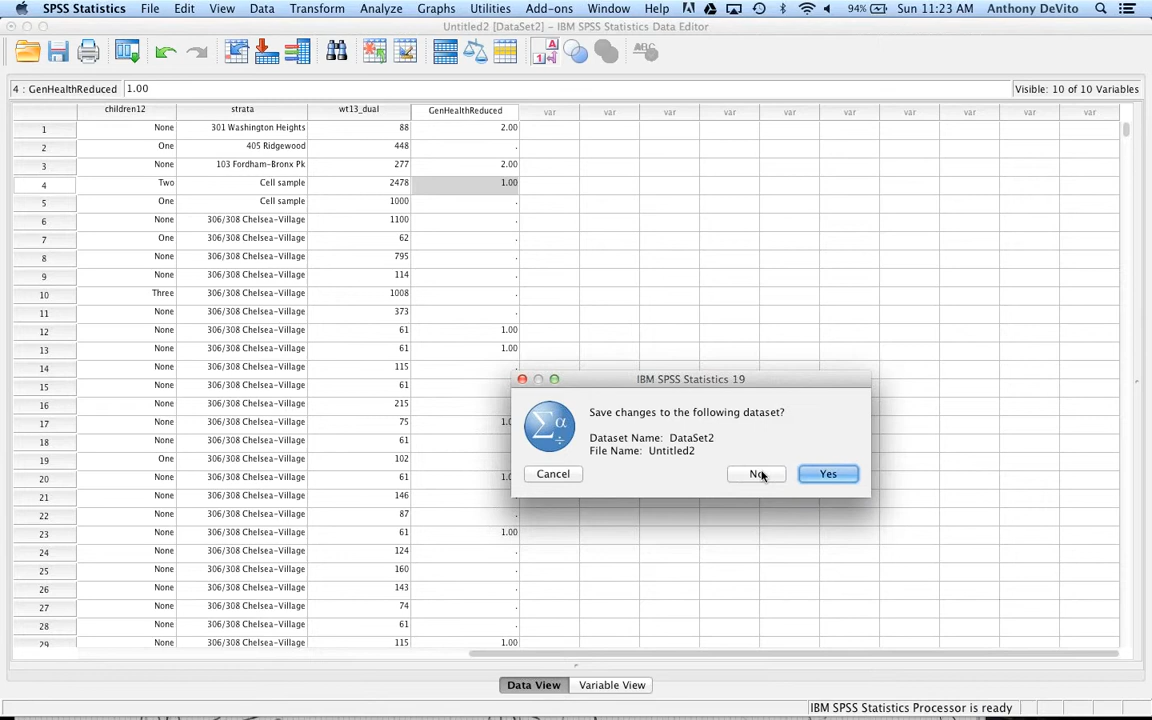 SPSS Statistics File Edit View Data Transform Analyze Graphs Utilities Add-ons Window Help 94% Sun 11:23 AM Anthony DeVito
Untitled2 [DataSet2] – IBM SPSS Statistics Data Editor
4 : GenHealthReduced 1.00 Visible: 10 of 10 Variables
children12 strata wt13_dual GenHealthReduced var var var var var var var var var var
1 None 301 Washington Heights 88 2.00
2 One 405 Ridgewood 448 .
3 None 103 Fordham-Bronx Pk 277 2.00
4 Two Cell sample 2478 1.00
5 One Cell sample 1000 .
6 None 306/308 Chelsea-Village 1100 .
7 One 306/308 Chelsea-Village 62 .
8 None 306/308 Chelsea-Village 795 .
9 None 306/308 Chelsea-Village 114 .
10 Three 306/308 Chelsea-Village 1008 .
11 None 306/308 Chelsea-Village 373 .
12 None 306/308 Chelsea-Village 61 1.00
13 None 306/308 Chelsea-Village 61 1.00
14 None 306/308 Chelsea-Village 115 .
15 None 306/308 Chelsea-Village 61
16 None 306/308 Chelsea-Village 215
17 None 306/308 Chelsea-Village 75
18 None 306/308 Chelsea-Village 61
19 One 306/308 Chelsea-Village 102
20 None 306/308 Chelsea-Village 61
21 None 306/308 Chelsea-Village 146 .
22 None 306/308 Chelsea-Village 87 .
23 None 306/308 Chelsea-Village 61 1.00
24 None 306/308 Chelsea-Village 124 .
25 None 306/308 Chelsea-Village 160 .
26 None 306/308 Chelsea-Village 143 .
27 None 306/308 Chelsea-Village 74 .
28 None 306/308 Chelsea-Village 61 .
29 None 306/308 Chelsea-Village 115 1.00
IBM SPSS Statistics 19
Save changes to the following dataset?
Dataset Name: DataSet2
File Name: Untitled2
Cancel No Yes
Data View Variable View
IBM SPSS Statistics Processor is ready